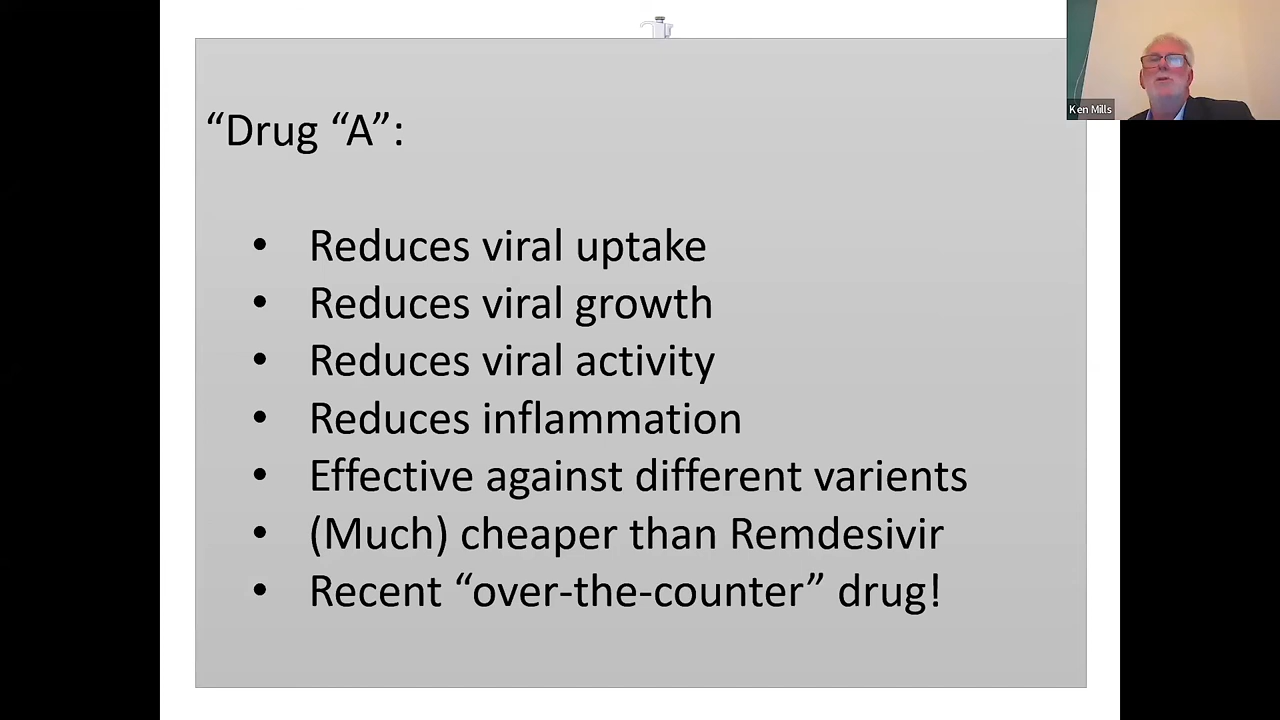 “Drug “A”:
• Reduces viral uptake
• Reduces viral growth
• Reduces viral activity
• Reduces inflammation
• Effective against different varients
• (Much) cheaper than Remdesivir
• Recent “over-the-counter” drug!
Ken Mills